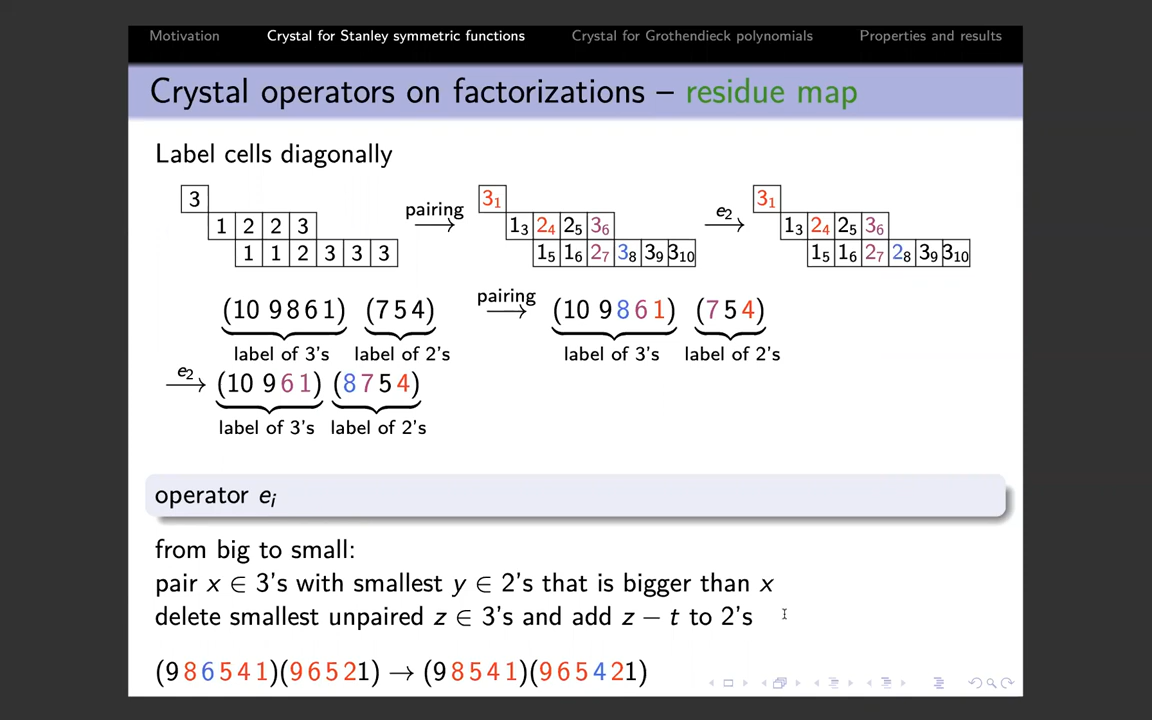 Motivation Crystal for Stanley symmetric functions Crystal for Grothendieck polynomials Properties and results
Crystal operators on factorizations – residue map
Label cells diagonally
3 pairing 3₁ e₂ 3₁
1 2 2 3 → 1₃ 2₄ 2₅ 3₆ → 1₃ 2₄ 2₅ 3₆
1 1 2 3 3 3 1₅ 1₆ 2₇ 3₈ 3₉ 3₁₀ 1₅ 1₆ 2₇ 2₈ 3₉ 3₁₀
(10 9 8 6 1) (7 5 4) pairing → (10 9 8 6 1) (7 5 4)
label of 3's label of 2's label of 3's label of 2's
e₂ → (10 9 6 1) (8 7 5 4)
label of 3's label of 2's
operator eᵢ
from big to small:
pair x ∈ 3's with smallest y ∈ 2's that is bigger than x
delete smallest unpaired z ∈ 3's and add z − t to 2's
(9 8 6 5 4 1)(9 6 5 2 1) → (9 8 5 4 1)(9 6 5 4 2 1)